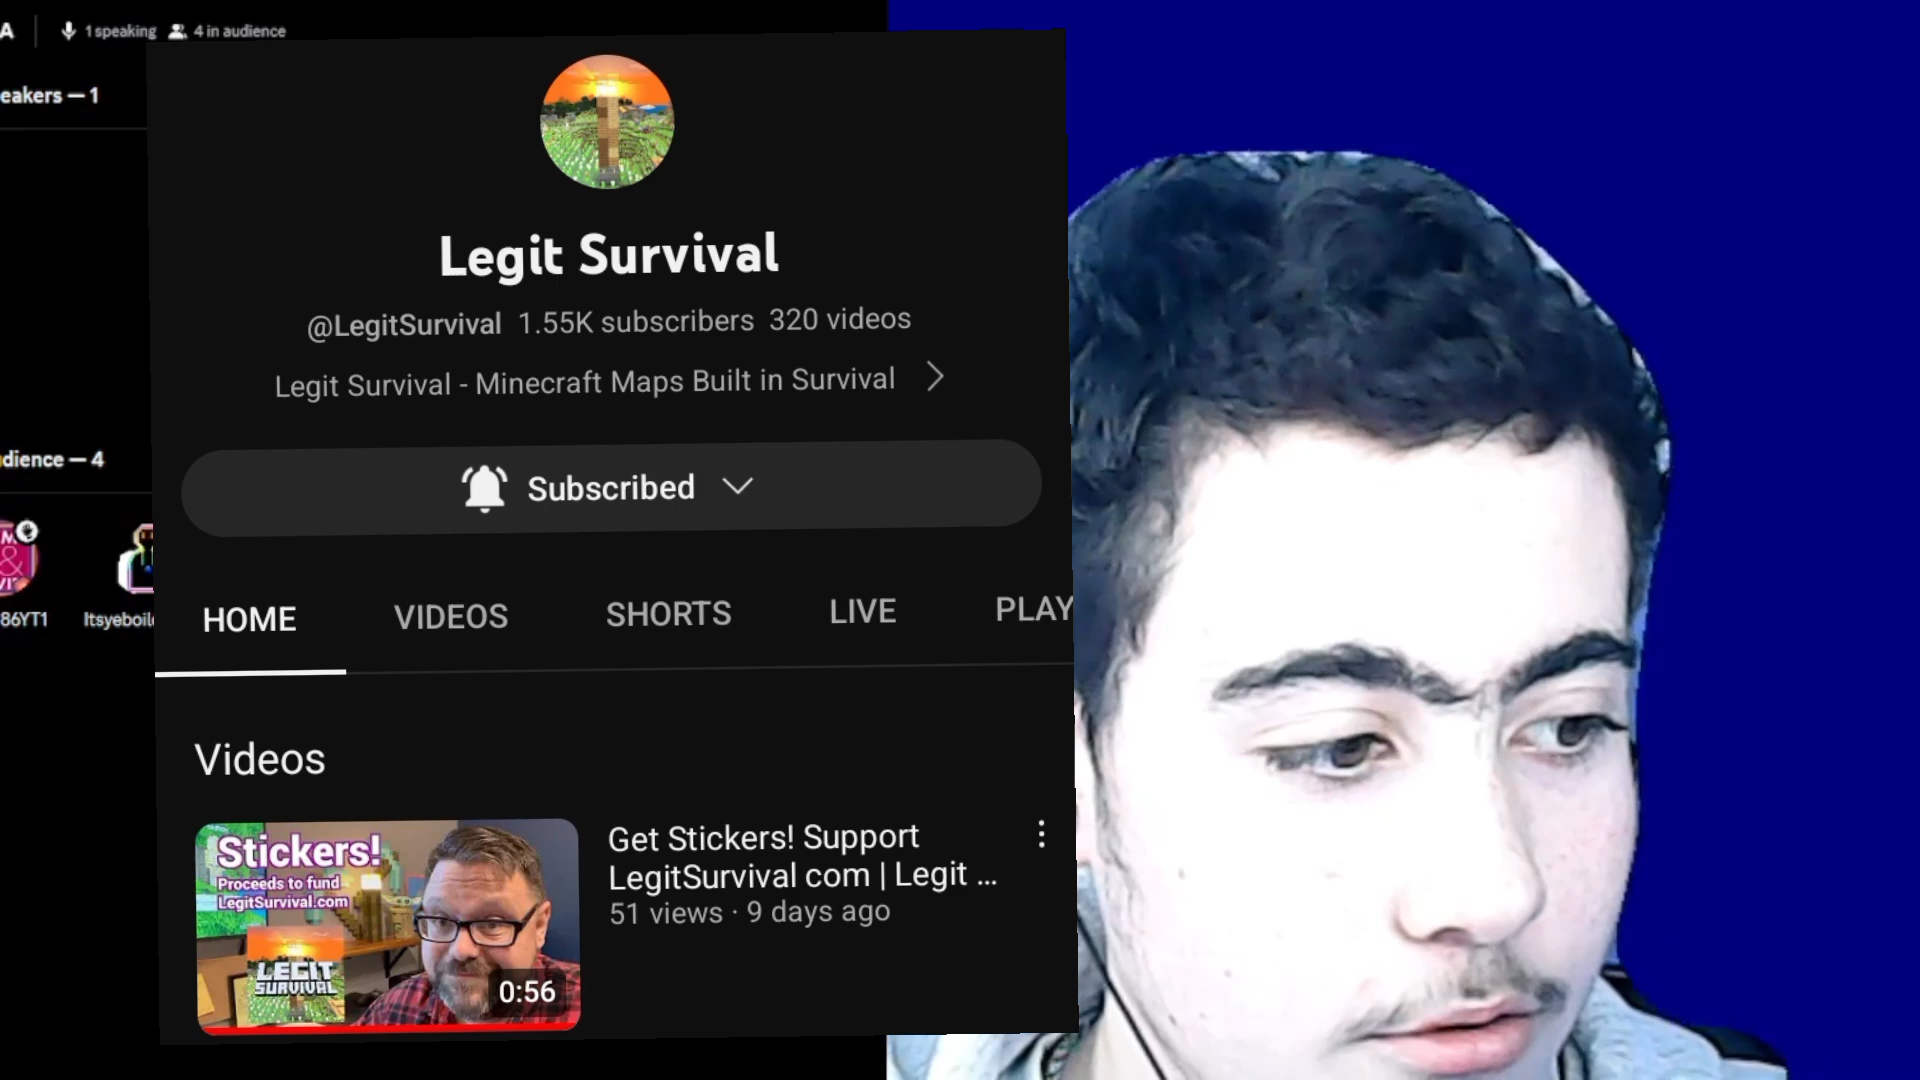 A 1 speaking 4 in audience
eakers — 1
Legit Survival
@LegitSurvival 1.55K subscribers 320 videos
Legit Survival - Minecraft Maps Built in Survival
Subscribed
dience — 4
86YT1 Itsyeboi
HOME VIDEOS SHORTS LIVE PLAY
Videos
Stickers!
Proceeds to fund
LegitSurvival.com
LEGIT
SURVIVAL
0:56
Get Stickers! Support
LegitSurvival com | Legit ...
51 views · 9 days ago